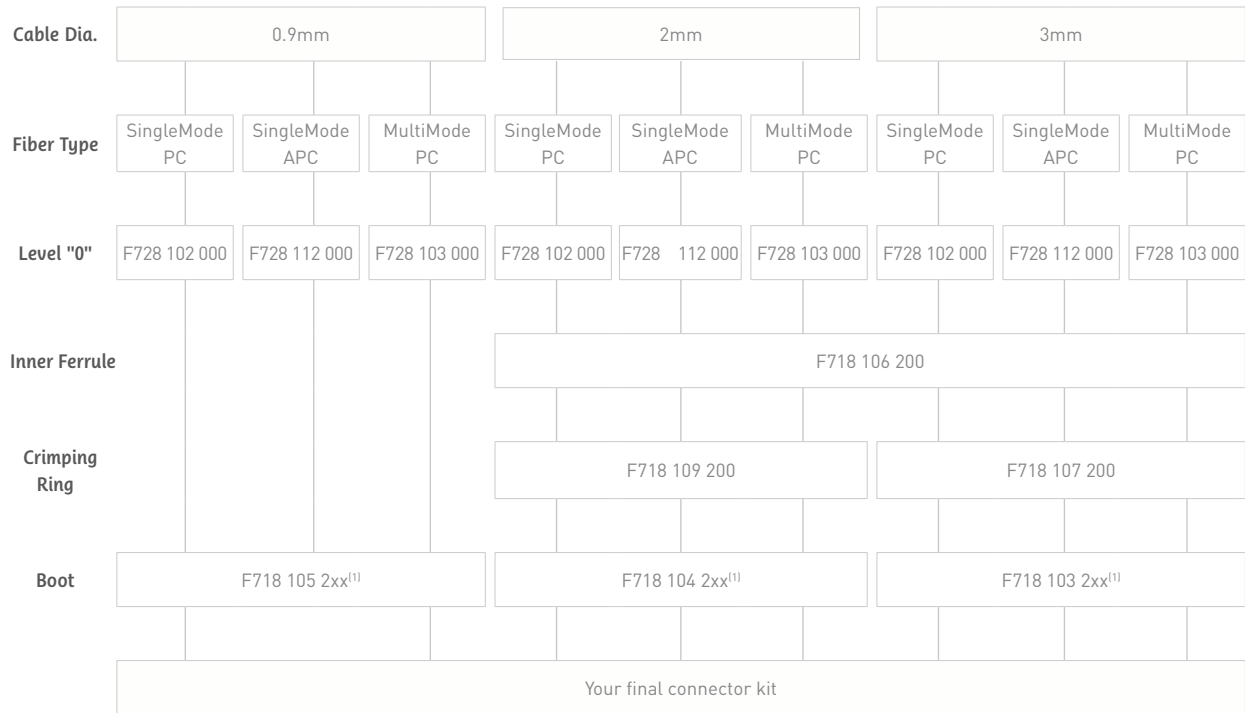 Cable Dia. 0.9mm 2mm 3mm
Fiber Type SingleMode PC SingleMode APC MultiMode PC SingleMode PC SingleMode APC MultiMode PC SingleMode PC SingleMode APC MultiMode PC
Level "0" F728 102 000 F728 112 000 F728 103 000 F728 102 000 F728 112 000 F728 103 000 F728 102 000 F728 112 000 F728 103 000
Inner Ferrule F718 106 200
Crimping Ring F718 109 200 F718 107 200
Boot F718 105 2xx(1) F718 104 2xx(1) F718 103 2xx(1)
Your final connector kit